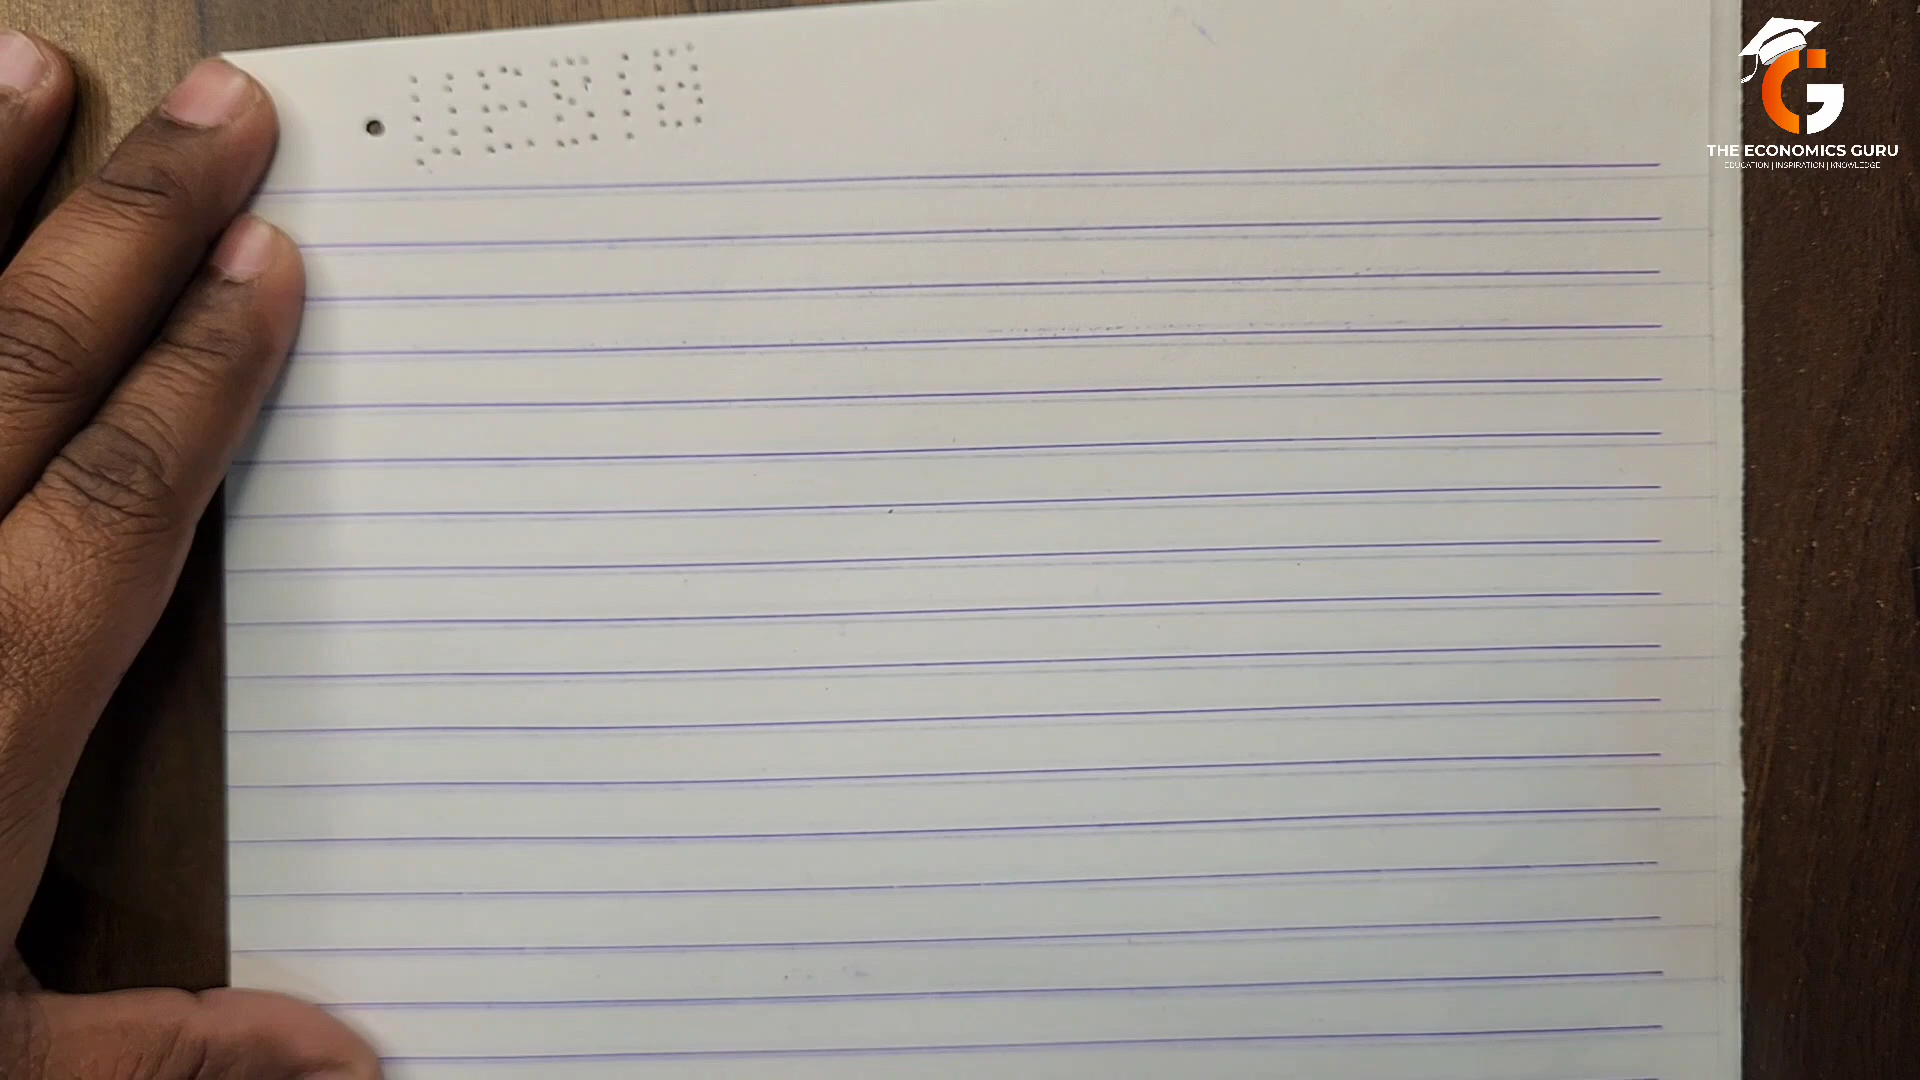 THE ECONOMICS GURU
EDUCATION | INSPIRATION | KNOWLEDGE